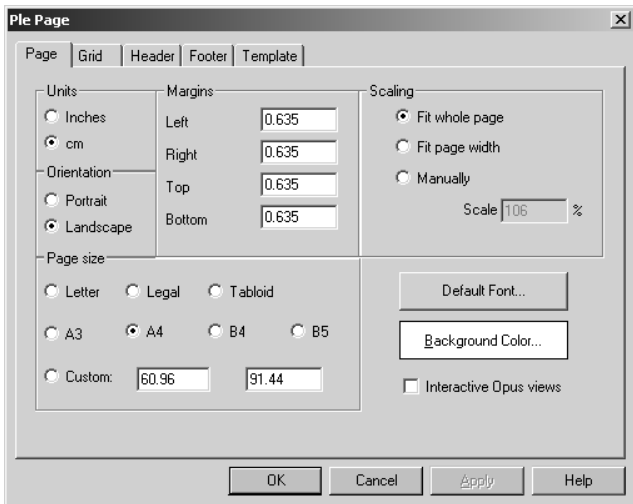 Ple Page
Page Grid Header Footer Template
Units
Inches
cm
Orientation
Portrait
Landscape
Margins
Left 0.635
Right 0.635
Top 0.635
Bottom 0.635
Scaling
Fit whole page
Fit page width
Manually
Scale 106 %
Page size
Letter Legal Tabloid
A3 A4 B4 B5
Custom: 60.96 91.44
Default Font...
Background Color...
Interactive Opus views
OK Cancel Apply Help